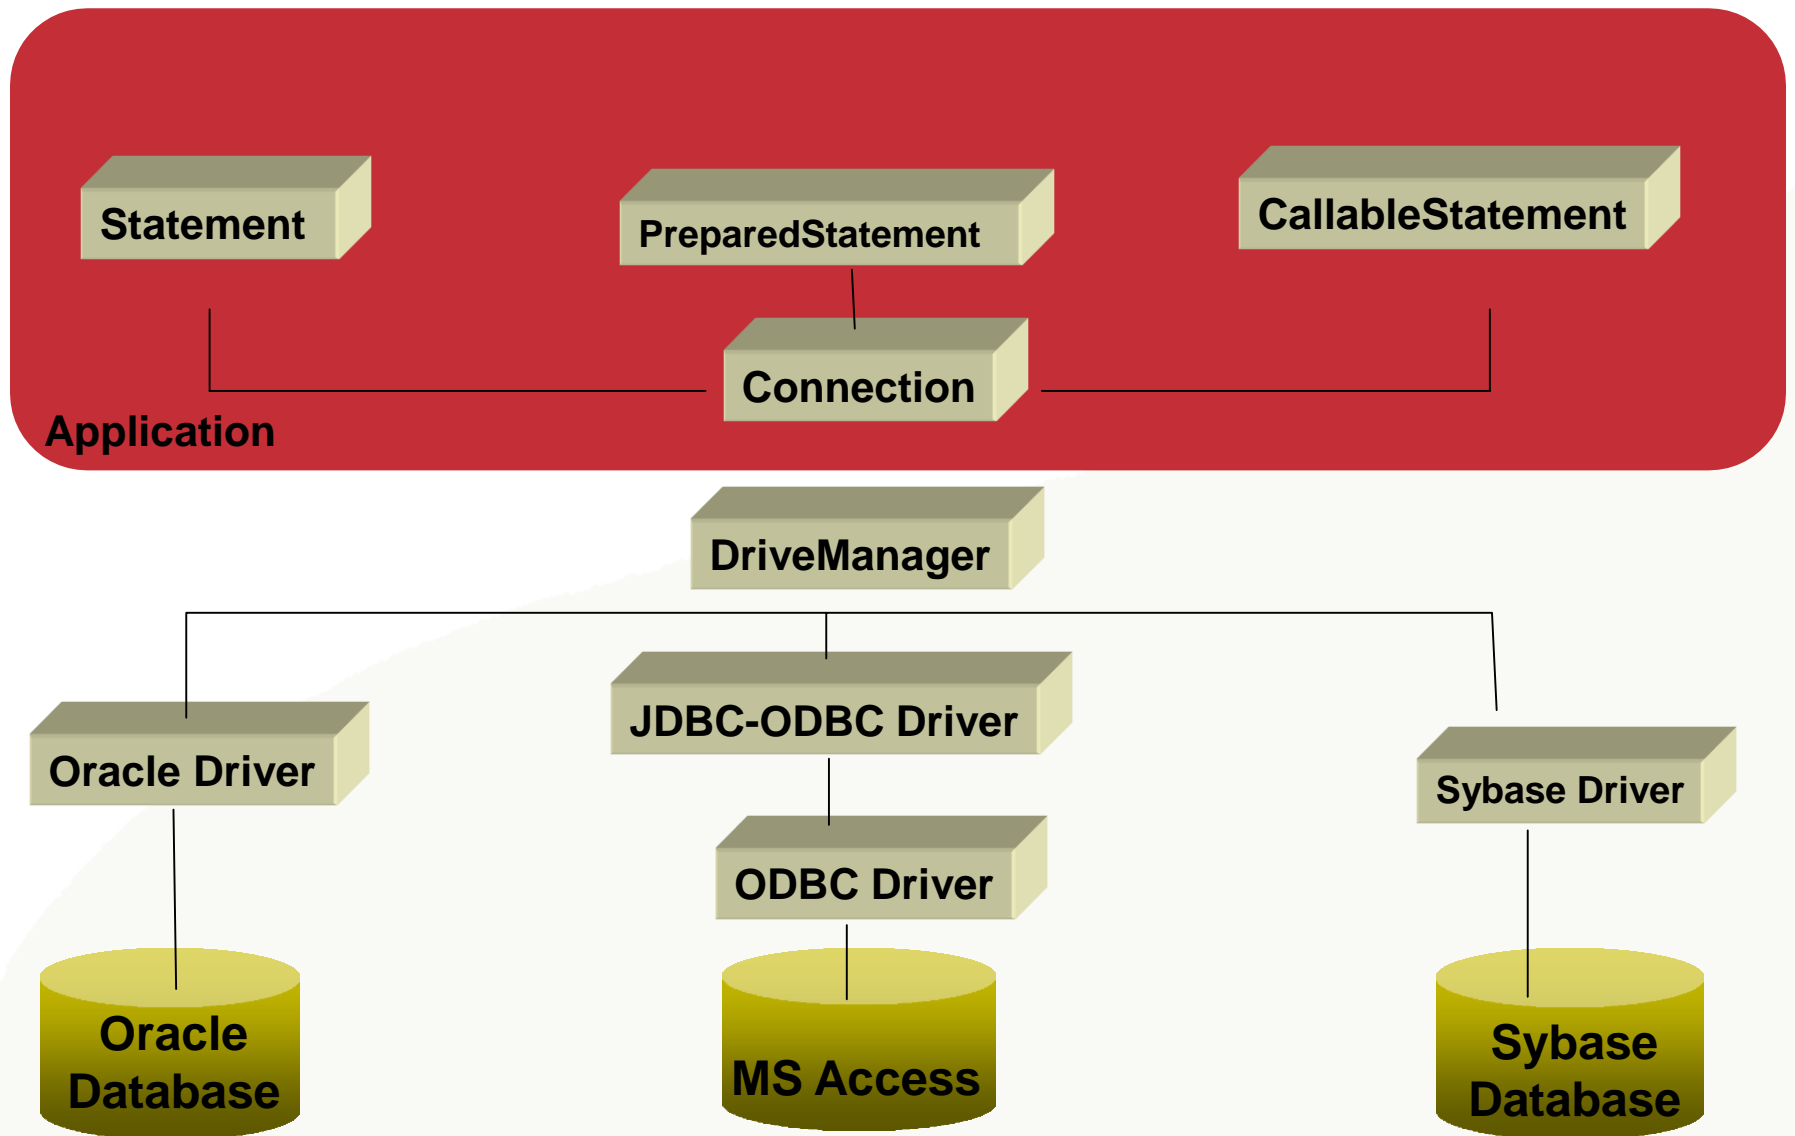 Statement
PreparedStatement
CallableStatement
Connection
Application
DriveManager
JDBC-ODBC Driver
Oracle Driver
Sybase Driver
ODBC Driver
Oracle
Database
MS Access
Sybase
Database